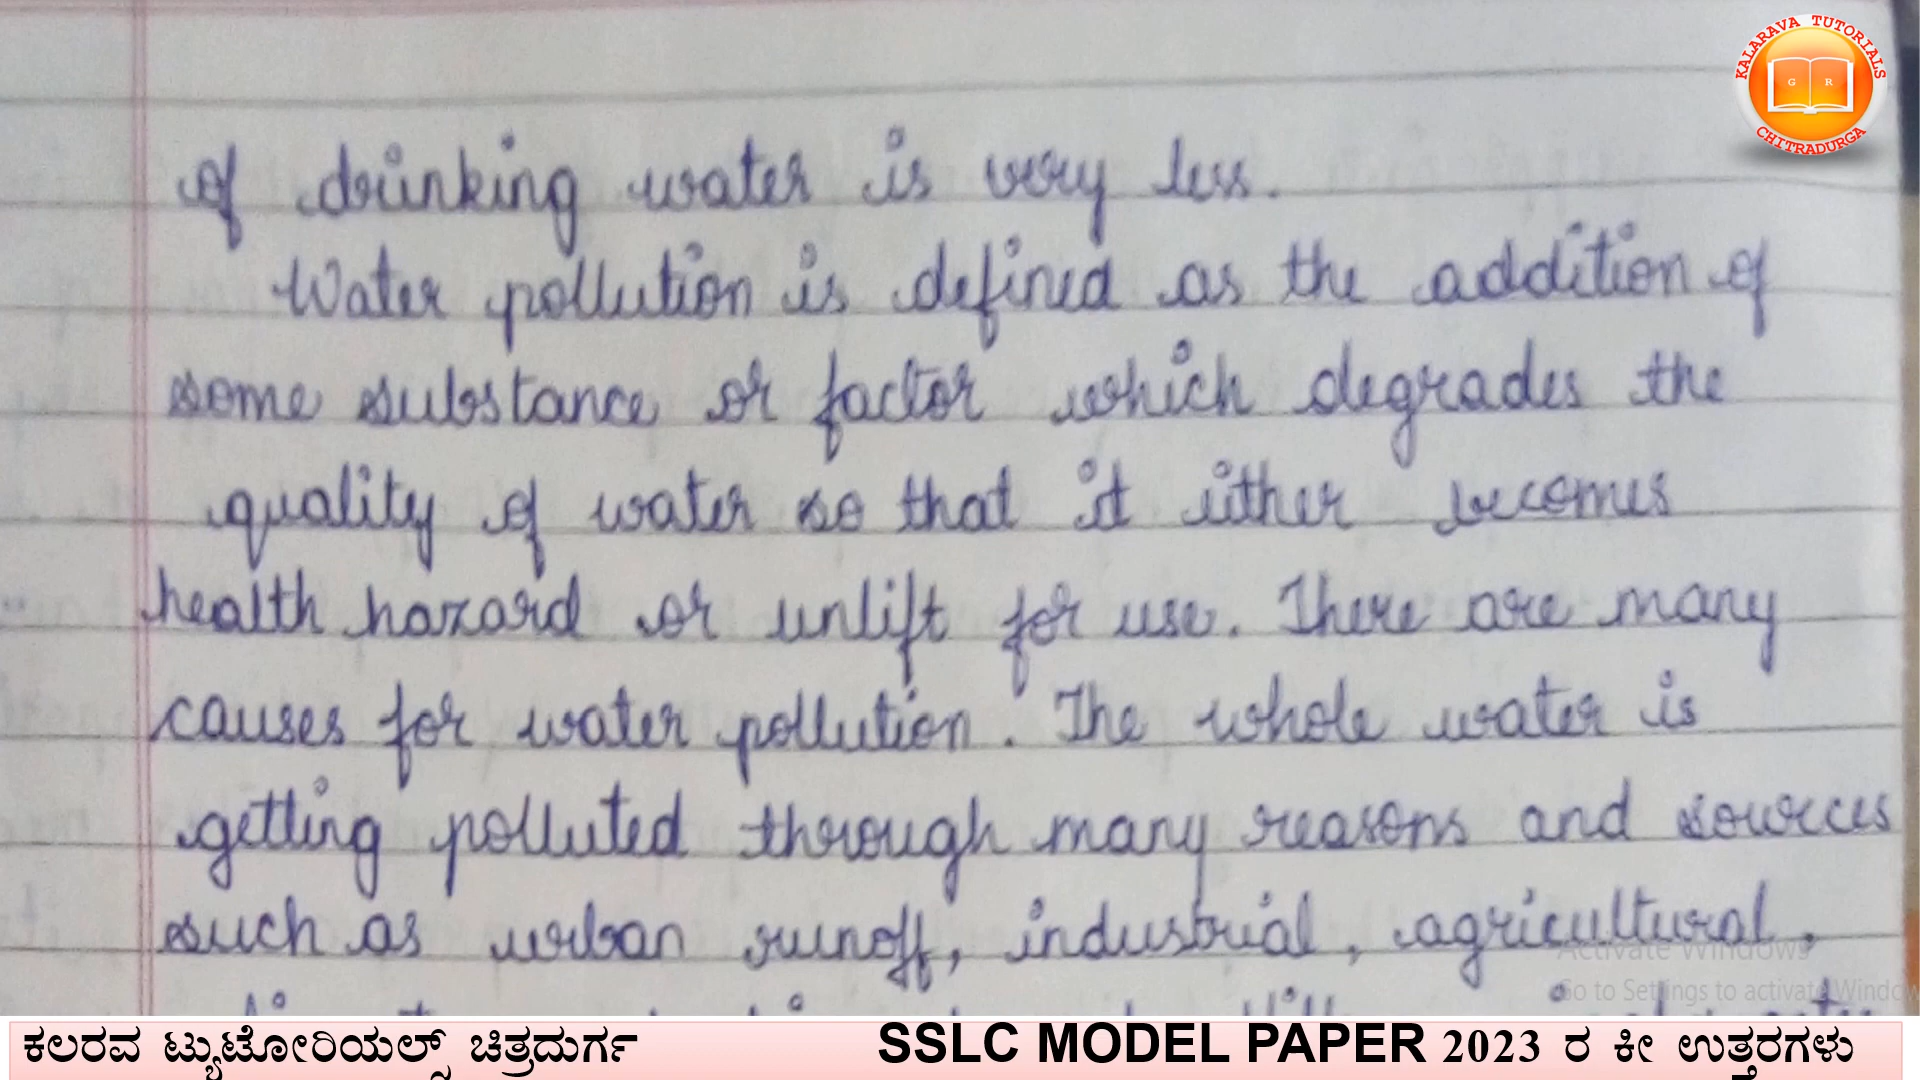 KALARAVA TUTORIALS
G R
CHITRADURGA
of drinking water is very less.
Water pollution is defined as the addition of
some substance or factor which degrades the
quality of water so that it either becomes
health hazard or unlift for use. There are many
causes for water pollution. The whole water is
getting polluted through many reasons and sources
such as urban runoff, industrial, agricultural,
Activate Windows
Go to Settings to activate Windo
ಕಲರವ ಟ್ಯುಟೋರಿಯಲ್ಸ್ ಚಿತ್ರದುರ್ಗ
SSLC MODEL PAPER 2023 ರ ಕೀ ಉತ್ತರಗಳು